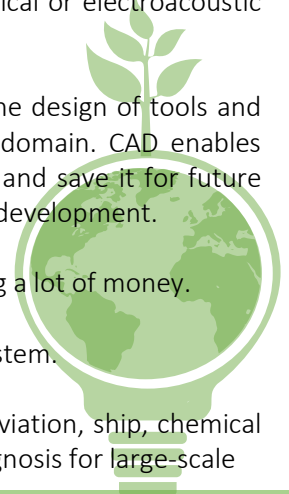 ical or electroacoustic
ne design of tools and
domain. CAD enables
and save it for future
development.
g a lot of money.
stem.
viation, ship, chemical
gnosis for large-scale